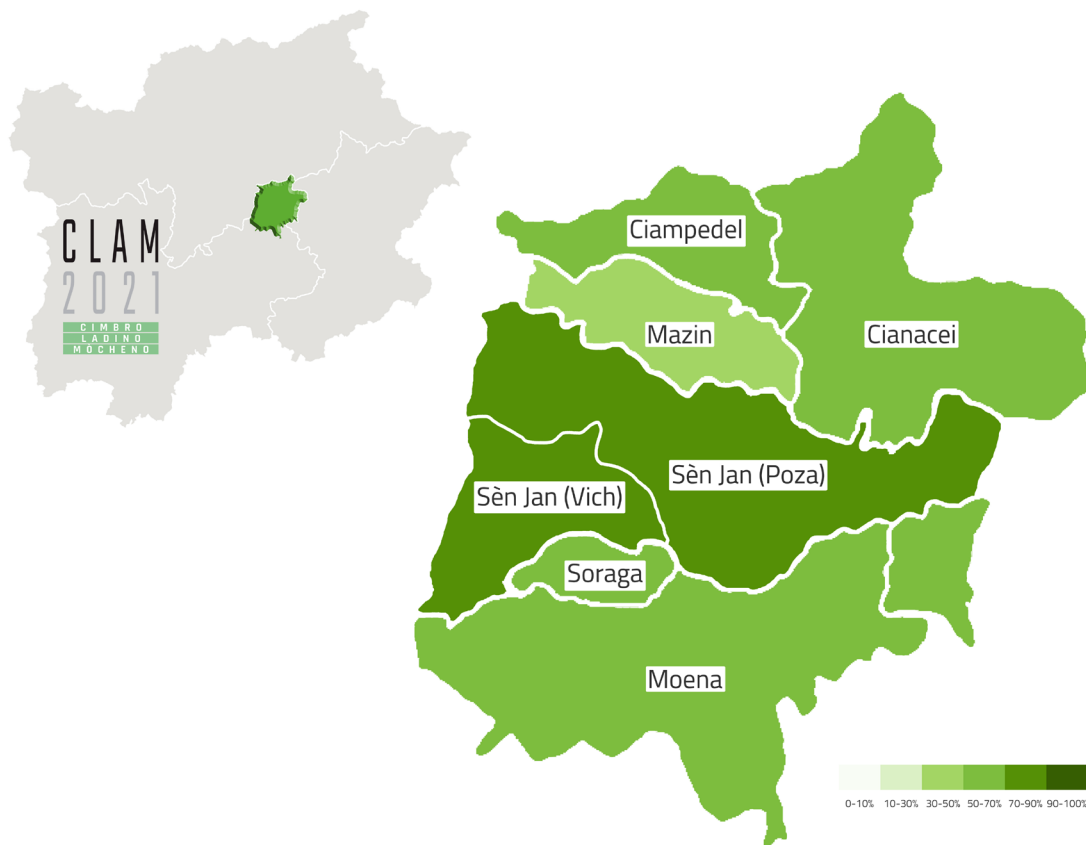 CLAM
2021
CIMBRO
LADINO
MÒCHENO
Ciampedel
Mazin
Cianacei
Sèn Jan (Poza)
Sèn Jan (Vich)
Soraga
Moena
0-10% 10-30% 30-50% 50-70% 70-90% 90-100%